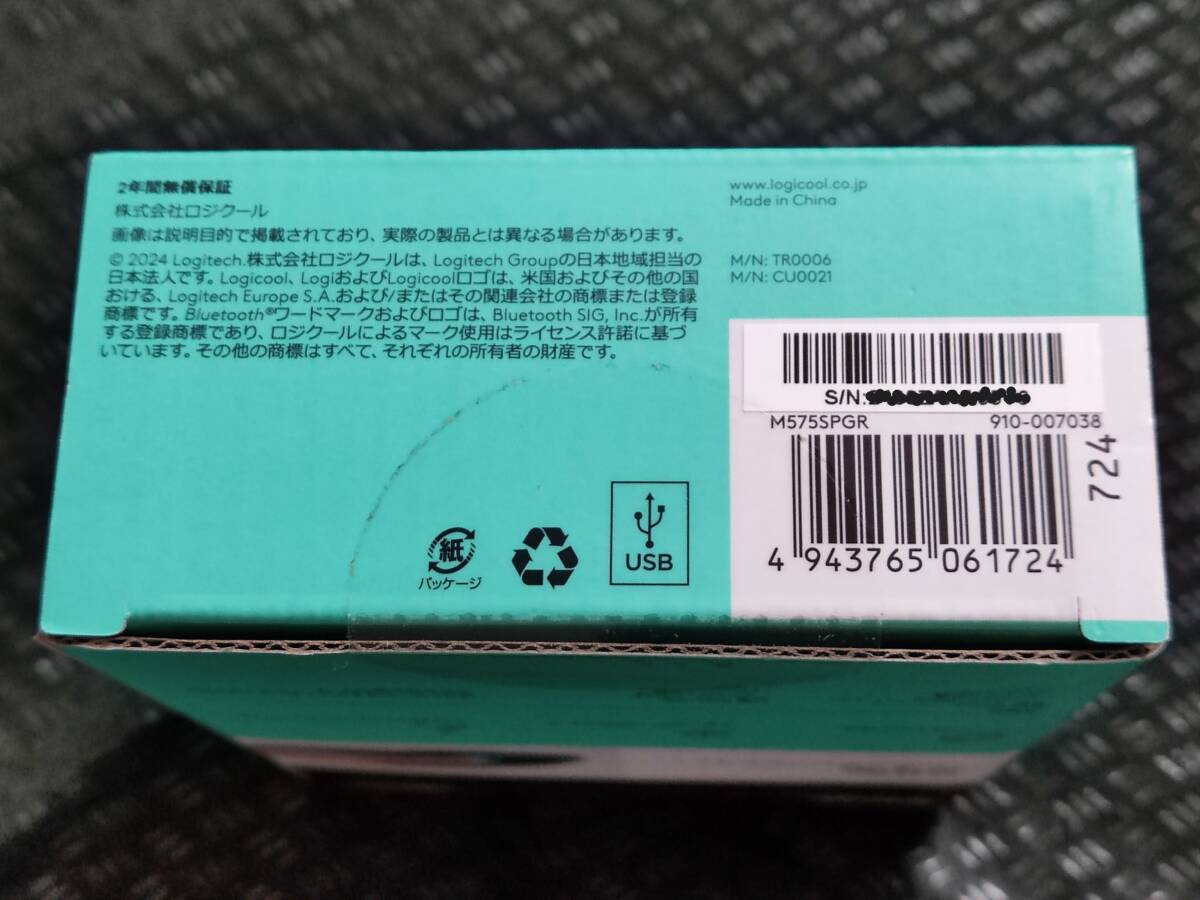 2年間無償保証
株式会社ロジクール
画像は説明目的で掲載されており、実際の製品とは異なる場合があります。
© 2024 Logitech.株式会社ロジクールは、Logitech Groupの日本地域担当の
日本法人です。Logicool、LogiおよびLogicoolロゴは、米国およびその他の国
おける、Logitech Europe S.A.および/またはその関連会社の商標または登録
商標です。Bluetooth®ワードマークおよびロゴは、Bluetooth SIG, Inc.が所有
する登録商標であり、ロジクールによるマーク使用はライセンス許諾に基づ
いています。その他の商標はすべて、それぞれの所有者の財産です。
www.logicool.co.jp
Made in China
M/N: TR0006
M/N: CU0021
S/N:
M575SPGR 910-007038
724
4 943765 061724
紙
パッケージ
USB